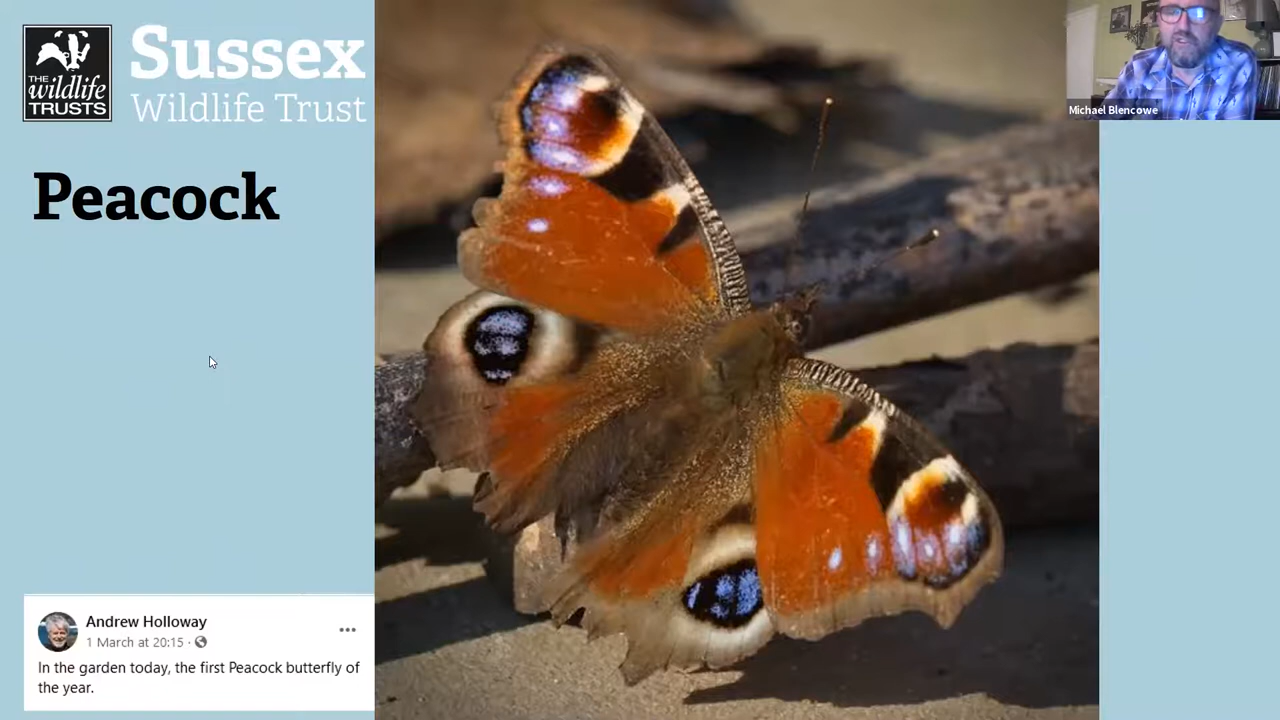 THE
wildlife
TRUSTS
Sussex
Wildlife Trust
Peacock
Michael Blencowe
Andrew Holloway
1 March at 20:15 ·
In the garden today, the first Peacock butterfly of
the year.